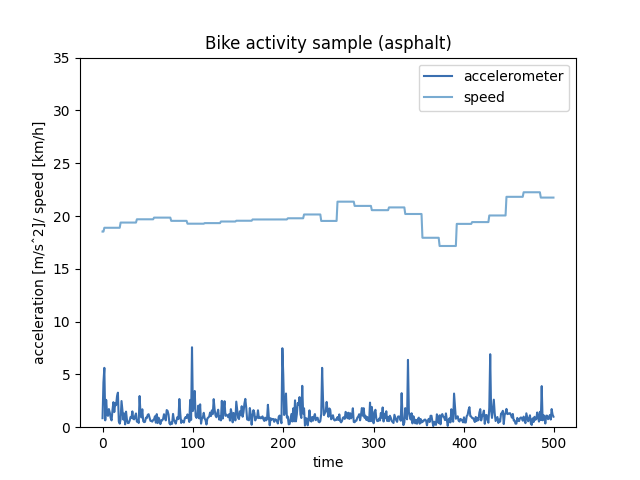 Bike activity sample (asphalt)
accelerometer
speed
acceleration [m/s^2]/ speed [km/h]
35
30
25
20
15
10
5
0
0 100 200 300 400 500
time